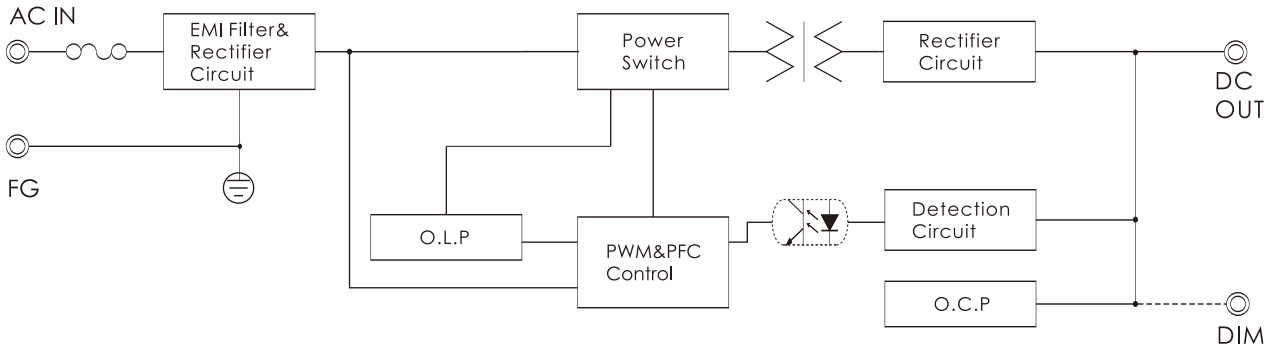 AC IN
EMI Filter&
Rectifier
Circuit
Power
Switch
Rectifier
Circuit
DC
OUT
FG
O.L.P
PWM&PFC
Control
Detection
Circuit
O.C.P
DIM